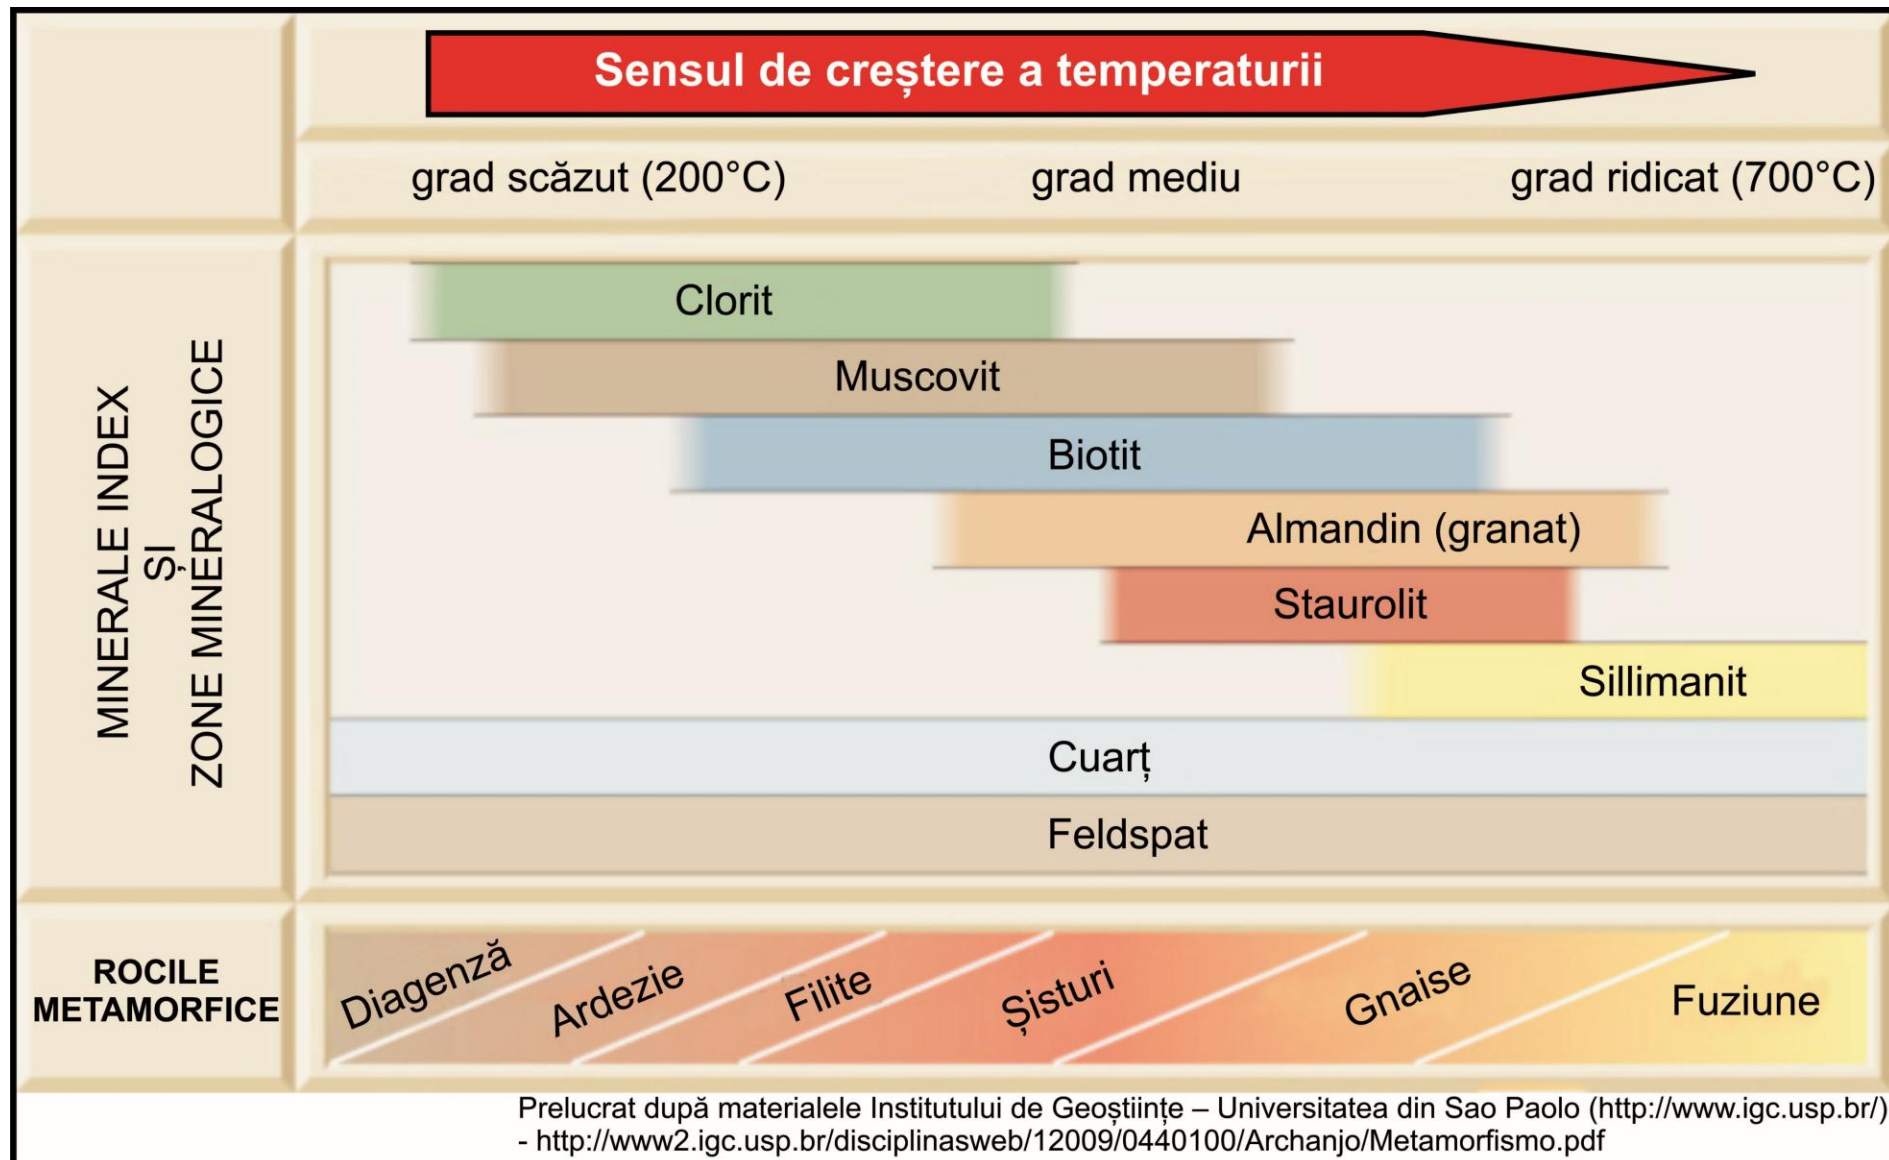 Sensul de creștere a temperaturii
grad scăzut (200°C)
grad mediu
grad ridicat (700°C)
MINERALE INDEX
ȘI
ZONE MINERALOGICE
Clorit
Muscovit
Biotit
Almandin (granat)
Staurolit
Sillimanit
Cuarț
Feldspat
ROCILE
METAMORFICE
Diagenză
Ardezie
Filite
Șisturi
Gnaise
Fuziune
Prelucrat după materialele Institutului de Geoștiințe – Universitatea din Sao Paolo (http://www.igc.usp.br/)
- http://www2.igc.usp.br/disciplinasweb/12009/0440100/Archanjo/Metamorfismo.pdf